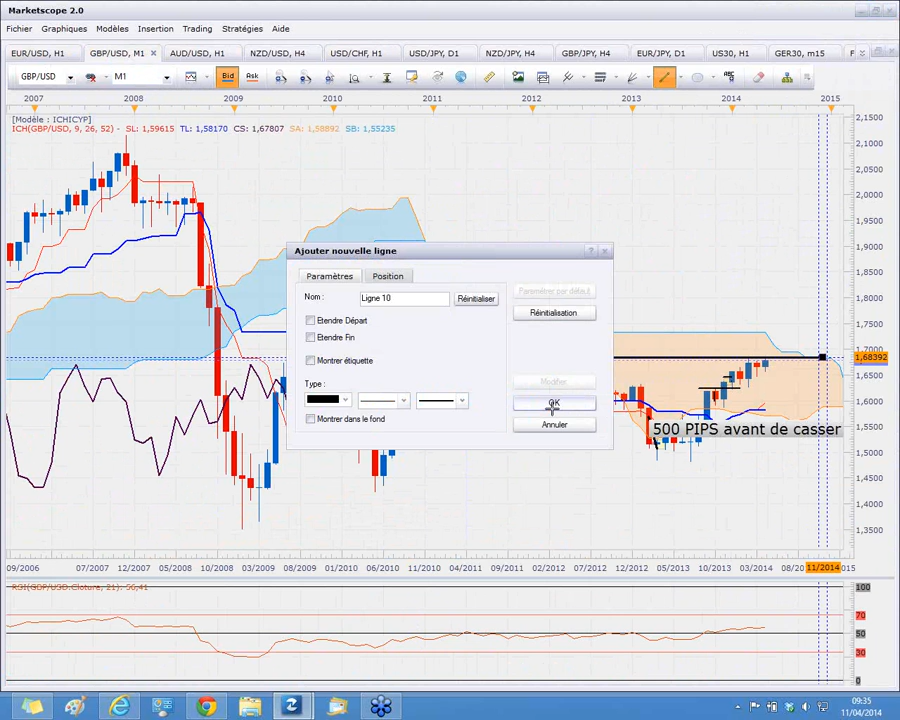 Marketscope 2.0
Fichier Graphiques Modèles Insertion Trading Stratégies Aide
EUR/USD, H1 GBP/USD, M1 AUD/USD, H1 NZD/USD, H4 USD/CHF, H1 USD/JPY, D1 NZD/JPY, H4 GBP/JPY, H4 EUR/JPY, D1 US30, H1 GER30, m15 F
GBP/USD M1 Bid Ask
2007 2008 2009 2010 2011 2012 2013 2014 2015
[Modèle : ICHICYP]
ICH(GBP/USD, 9, 26, 52) - SL: 1,59615 TL: 1,58170 CS: 1,67807 SA: 1,58892 SB: 1,55235
2,1500
2,1000
2,0500
2,0000
1,9500
1,9000
1,8500
1,8000
1,7500
1,7000
1,68392
1,6500
1,6000
1,5500
1,5000
1,4500
1,4000
1,3500
Ajouter nouvelle ligne
Paramètres Position
Nom : Ligne 10 Réinitialiser
Paramètrer par défaut
Réinitialisation
Etendre Départ
Etendre Fin
Montrer étiquette
Type :
Montrer dans le fond
Modifier
OK
Annuler
500 PIPS avant de casser
09/2006 07/2007 12/2007 05/2008 10/2008 03/2009 08/2009 01/2010 06/2010 11/2010 04/2011 09/2011 02/2012 07/2012 12/2012 05/2013 10/2013 03/2014 08/20 11/2014 015
RSI(GBP/USD.Cloture, 21): 56,41
100
70
50
30
0
09:35
11/04/2014